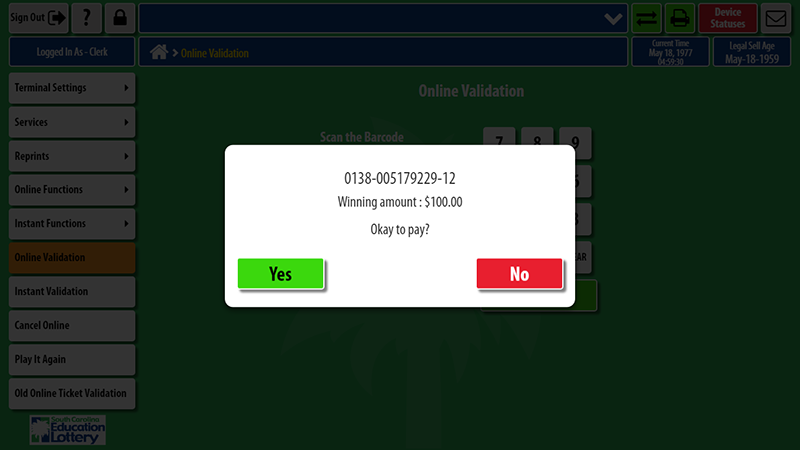 Sign Out
?
Device
Statuses
Logged In As - Clerk
> Online Validation
Current Time
May 18, 1977
04:59:30
Legal Sell Age
May-18-1959
Terminal Settings
Services
Reprints
Online Functions
Instant Functions
Online Validation
Instant Validation
Cancel Online
Play It Again
Old Online Ticket Validation
South Carolina
Education
Lottery
Online Validation
Scan the Barcode
7 8 9
0138-005179229-12
Winning amount : $100.00
Okay to pay?
Yes
No